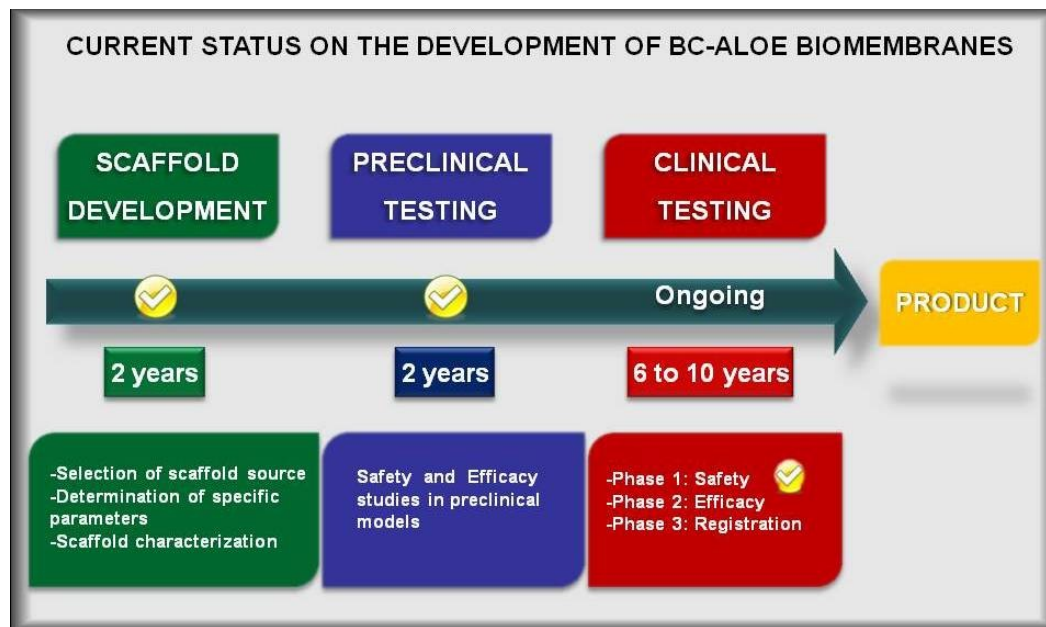 CURRENT STATUS ON THE DEVELOPMENT OF BC-ALOE BIOMEMBRANES
SCAFFOLD
DEVELOPMENT
PRECLINICAL
TESTING
CLINICAL
TESTING
Ongoing
PRODUCT
2 years
2 years
6 to 10 years
-Selection of scaffold source
-Determination of specific
parameters
-Scaffold characterization
Safety and Efficacy
studies in preclinical
models
-Phase 1: Safety
-Phase 2: Efficacy
-Phase 3: Registration